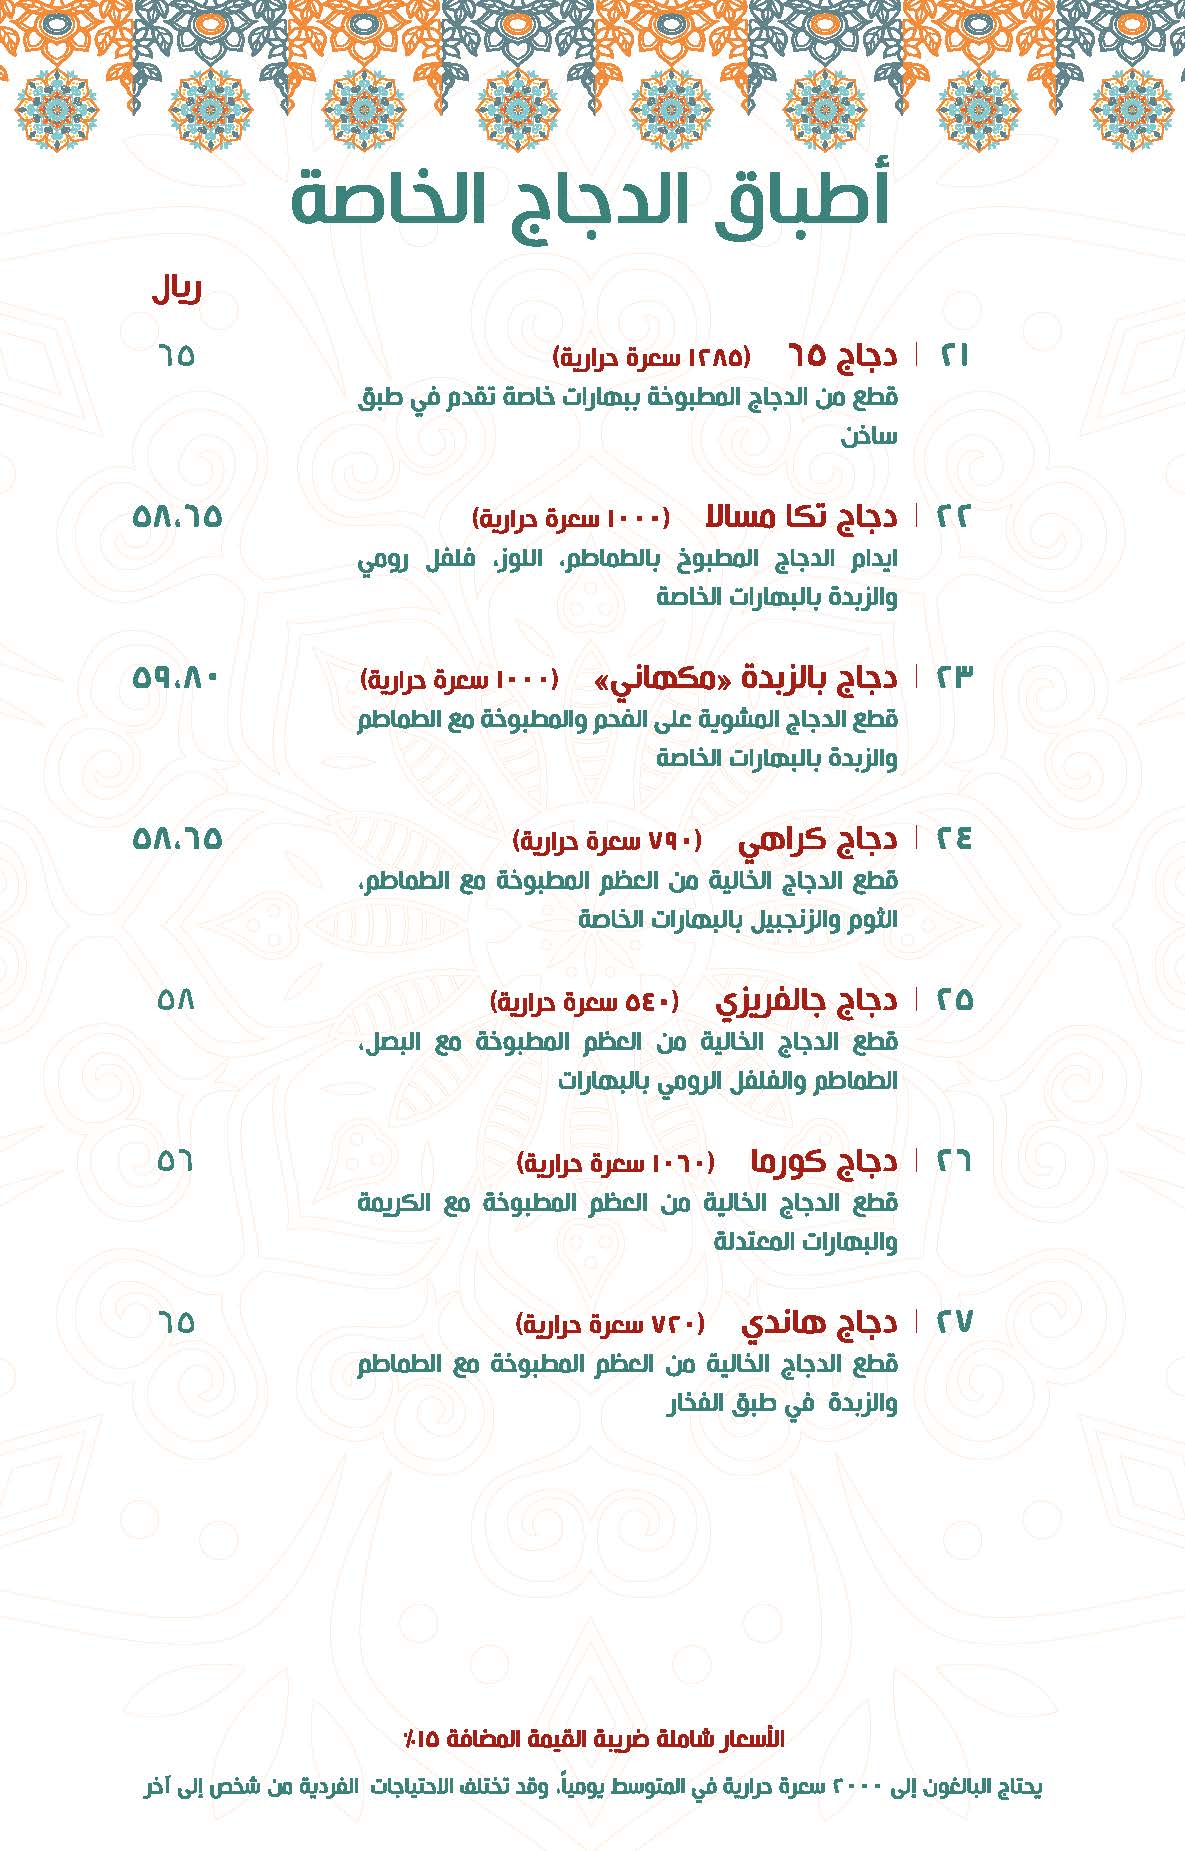 أطباق الدجاج الخاصة
ريال
٢١ | دجاج ٦٥ (١٢٨٥ سعرة حرارية) ٦٥
قطع من الدجاج المطبوخة ببهارات خاصة تقدم في طبق
ساخن
٢٢ | دجاج تكا مسالا (١٠٠٠ سعرة حرارية) ٥٨،٦٥
ايدام الدجاج المطبوخ بالطماطم، اللوز، فلفل رومي
والزبدة بالبهارات الخاصة
٢٣ | دجاج بالزبدة «مكهاني» (١٠٠٠ سعرة حرارية) ٥٩،٨٠
قطع الدجاج المشوية على الفحم والمطبوخة مع الطماطم
والزبدة بالبهارات الخاصة
٢٤ | دجاج كراهي (٧٩٠ سعرة حرارية) ٥٨،٦٥
قطع الدجاج الخالية من العظم المطبوخة مع الطماطم،
الثوم والزنجبيل بالبهارات الخاصة
٢٥ | دجاج جالفريزي (٥٤٠ سعرة حرارية) ٥٨
قطع الدجاج الخالية من العظم المطبوخة مع البصل،
الطماطم والفلفل الرومي بالبهارات
٢٦ | دجاج كورما (١٠٦٠ سعرة حرارية) ٥٦
قطع الدجاج الخالية من العظم المطبوخة مع الكريمة
والبهارات المعتدلة
٢٧ | دجاج هاندي (٧٢٠ سعرة حرارية) ٦٥
قطع الدجاج الخالية من العظم المطبوخة مع الطماطم
والزبدة في طبق الفخار
الأسعار شاملة ضريبة القيمة المضافة ١٥٪
يحتاج البالغون إلى ٢٠٠٠ سعرة حرارية في المتوسط يومياً، وقد تختلف الاحتياجات الفردية من شخص إلى آخر